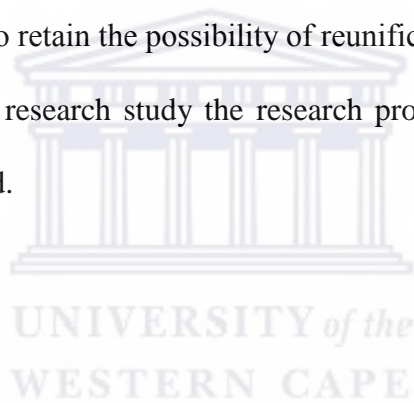 o retain the possibility of reunific
research study the research pro
d.
UNIVERSITY of the
WESTERN CAPE